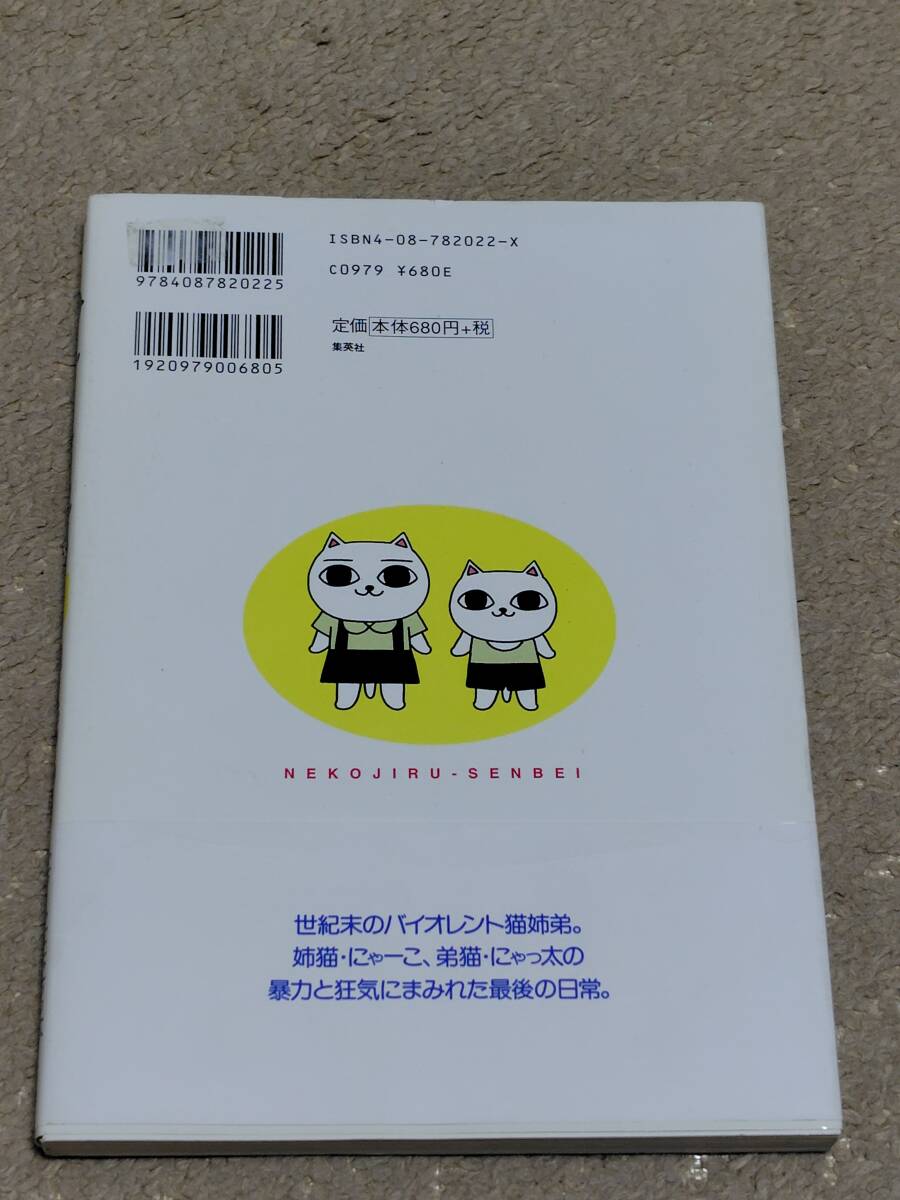 ISBN4-08-782022-X
9784087820225
C0979 ¥680E
定価 本体680円+税
集英社
1920979006805
NEKOJIRU-SENBEI
世紀末のバイオレント猫姉弟。
姉猫・にゃーこ、弟猫・にゃっ太の
暴力と狂気にまみれた最後の日常。